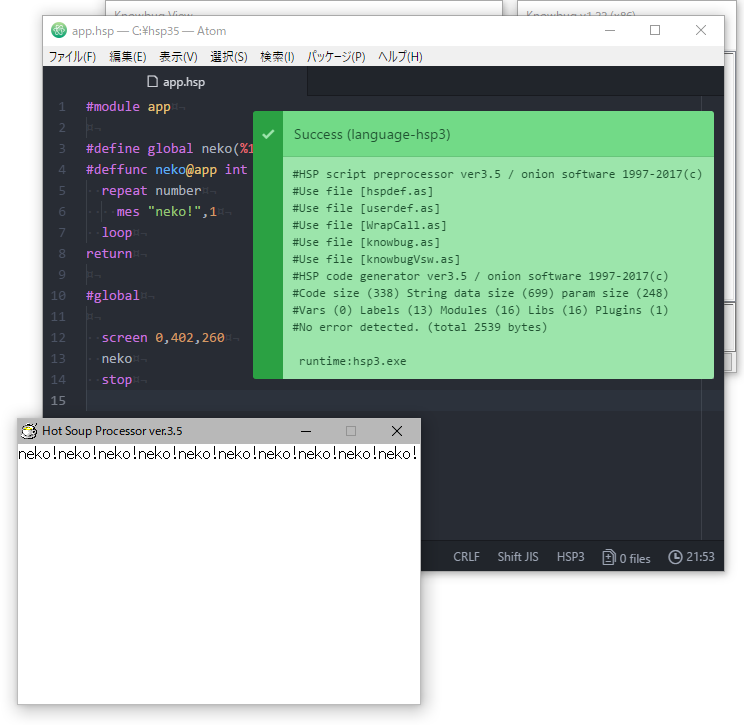 Knowbug View
app.hsp — C:¥hsp35 — Atom
ファイル(F) 編集(E) 表示(V) 選択(S) 検索(I) パッケージ(P) ヘルプ(H)
app.hsp
1 #module app
2
3 #define global neko(%1
4 #deffunc neko@app int
5 repeat number
6 mes "neko!",1
7 loop
8 return
9
10 #global
11
12 screen 0,402,260
13 neko
14 stop
15
Success (language-hsp3)
#HSP script preprocessor ver3.5 / onion software 1997-2017(c)
#Use file [hspdef.as]
#Use file [userdef.as]
#Use file [WrapCall.as]
#Use file [knowbug.as]
#Use file [knowbugVsw.as]
#HSP code generator ver3.5 / onion software 1997-2017(c)
#Code size (338) String data size (699) param size (248)
#Vars (0) Labels (13) Modules (16) Libs (16) Plugins (1)
#No error detected. (total 2539 bytes)
runtime:hsp3.exe
Hot Soup Processor ver.3.5
neko!neko!neko!neko!neko!neko!neko!neko!neko!neko!
CRLF Shift JIS HSP3 0 files 21:53